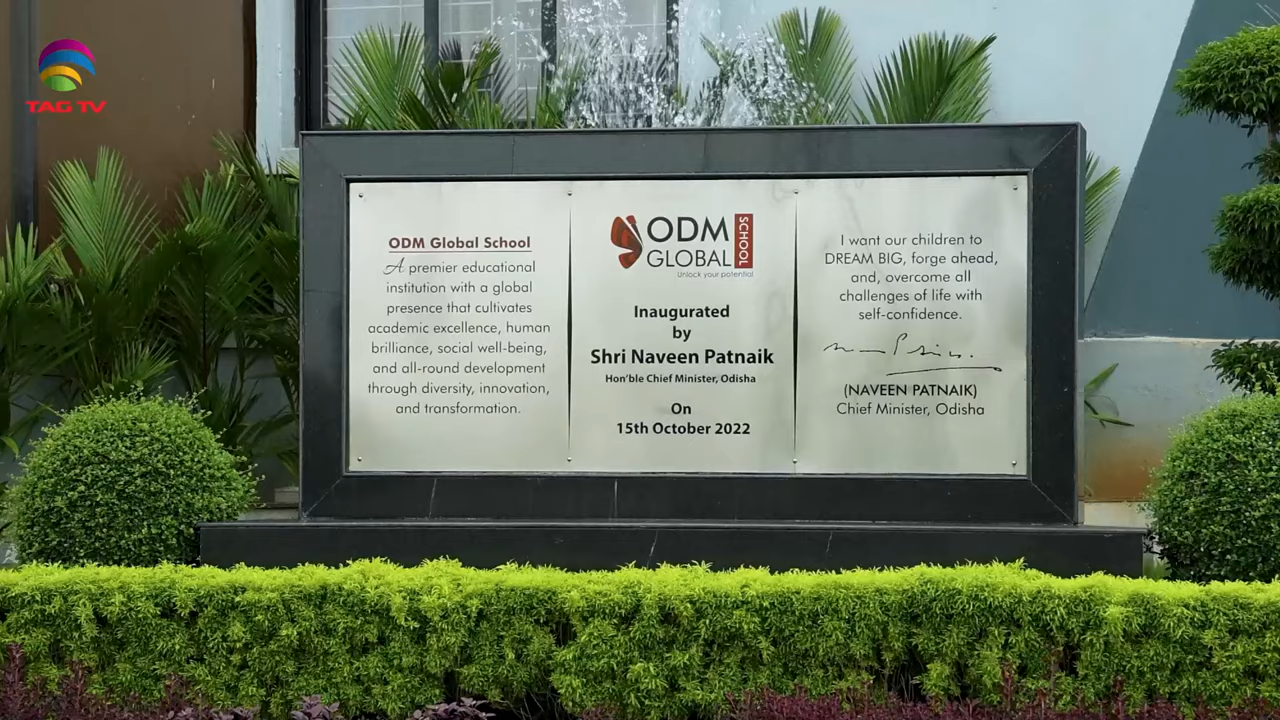 TAG TV
ODM Global School
A premier educational
institution with a global
presence that cultivates
academic excellence, human
brilliance, social well-being,
and all-round development
through diversity, innovation,
and transformation.
ODM
GLOBAL
SCHOOL
Unlock your potential
Inaugurated
by
Shri Naveen Patnaik
Hon'ble Chief Minister, Odisha
On
15th October 2022
I want our children to
DREAM BIG, forge ahead,
and, overcome all
challenges of life with
self-confidence.
(NAVEEN PATNAIK)
Chief Minister, Odisha